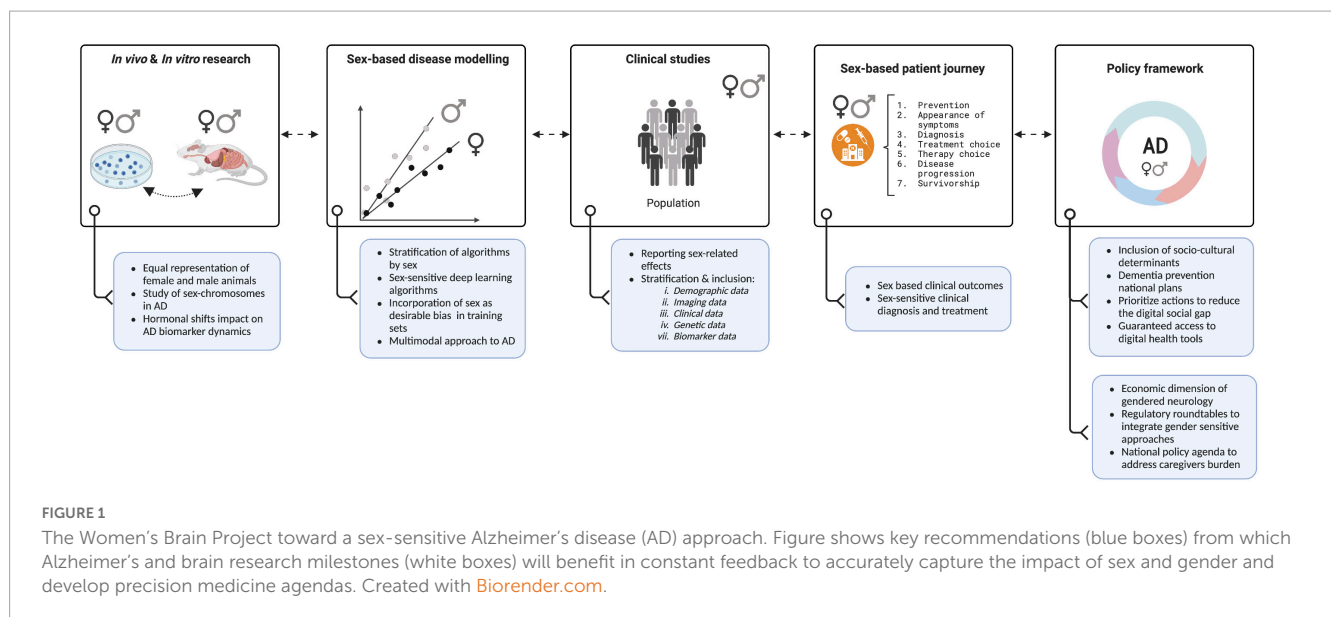 In vivo & In vitro research
Sex-based disease modelling
Clinical studies
Population
Sex-based patient journey
1. Prevention
2. Appearance of
symptoms
3. Diagnosis
4. Treatment choice
5. Therapy choice
6. Disease
progression
7. Survivorship
Policy framework
AD
• Equal representation of
female and male animals
• Study of sex-chromosomes
in AD
• Hormonal shifts impact on
AD biomarker dynamics
• Stratification of algorithms
by sex
• Sex-sensitive deep learning
algorithms
• Incorporation of sex as
desirable bias in training
sets
• Multimodal approach to AD
• Reporting sex-related
effects
• Stratification & inclusion:
i. Demographic data
ii. Imaging data
iii. Clinical data
iv. Genetic data
vii. Biomarker data
• Sex based clinical outcomes
• Sex-sensitive clinical
diagnosis and treatment
• Inclusion of socio-cultural
determinants
• Dementia prevention
national plans
• Prioritize actions to reduce
the digital social gap
• Guaranteed access to
digital health tools
• Economic dimension of
gendered neurology
• Regulatory roundtables to
integrate gender sensitive
approaches
• National policy agenda to
address caregivers burden
FIGURE 1
The Women's Brain Project toward a sex-sensitive Alzheimer's disease (AD) approach. Figure shows key recommendations (blue boxes) from which
Alzheimer's and brain research milestones (white boxes) will benefit in constant feedback to accurately capture the impact of sex and gender and
develop precision medicine agendas. Created with Biorender.com.